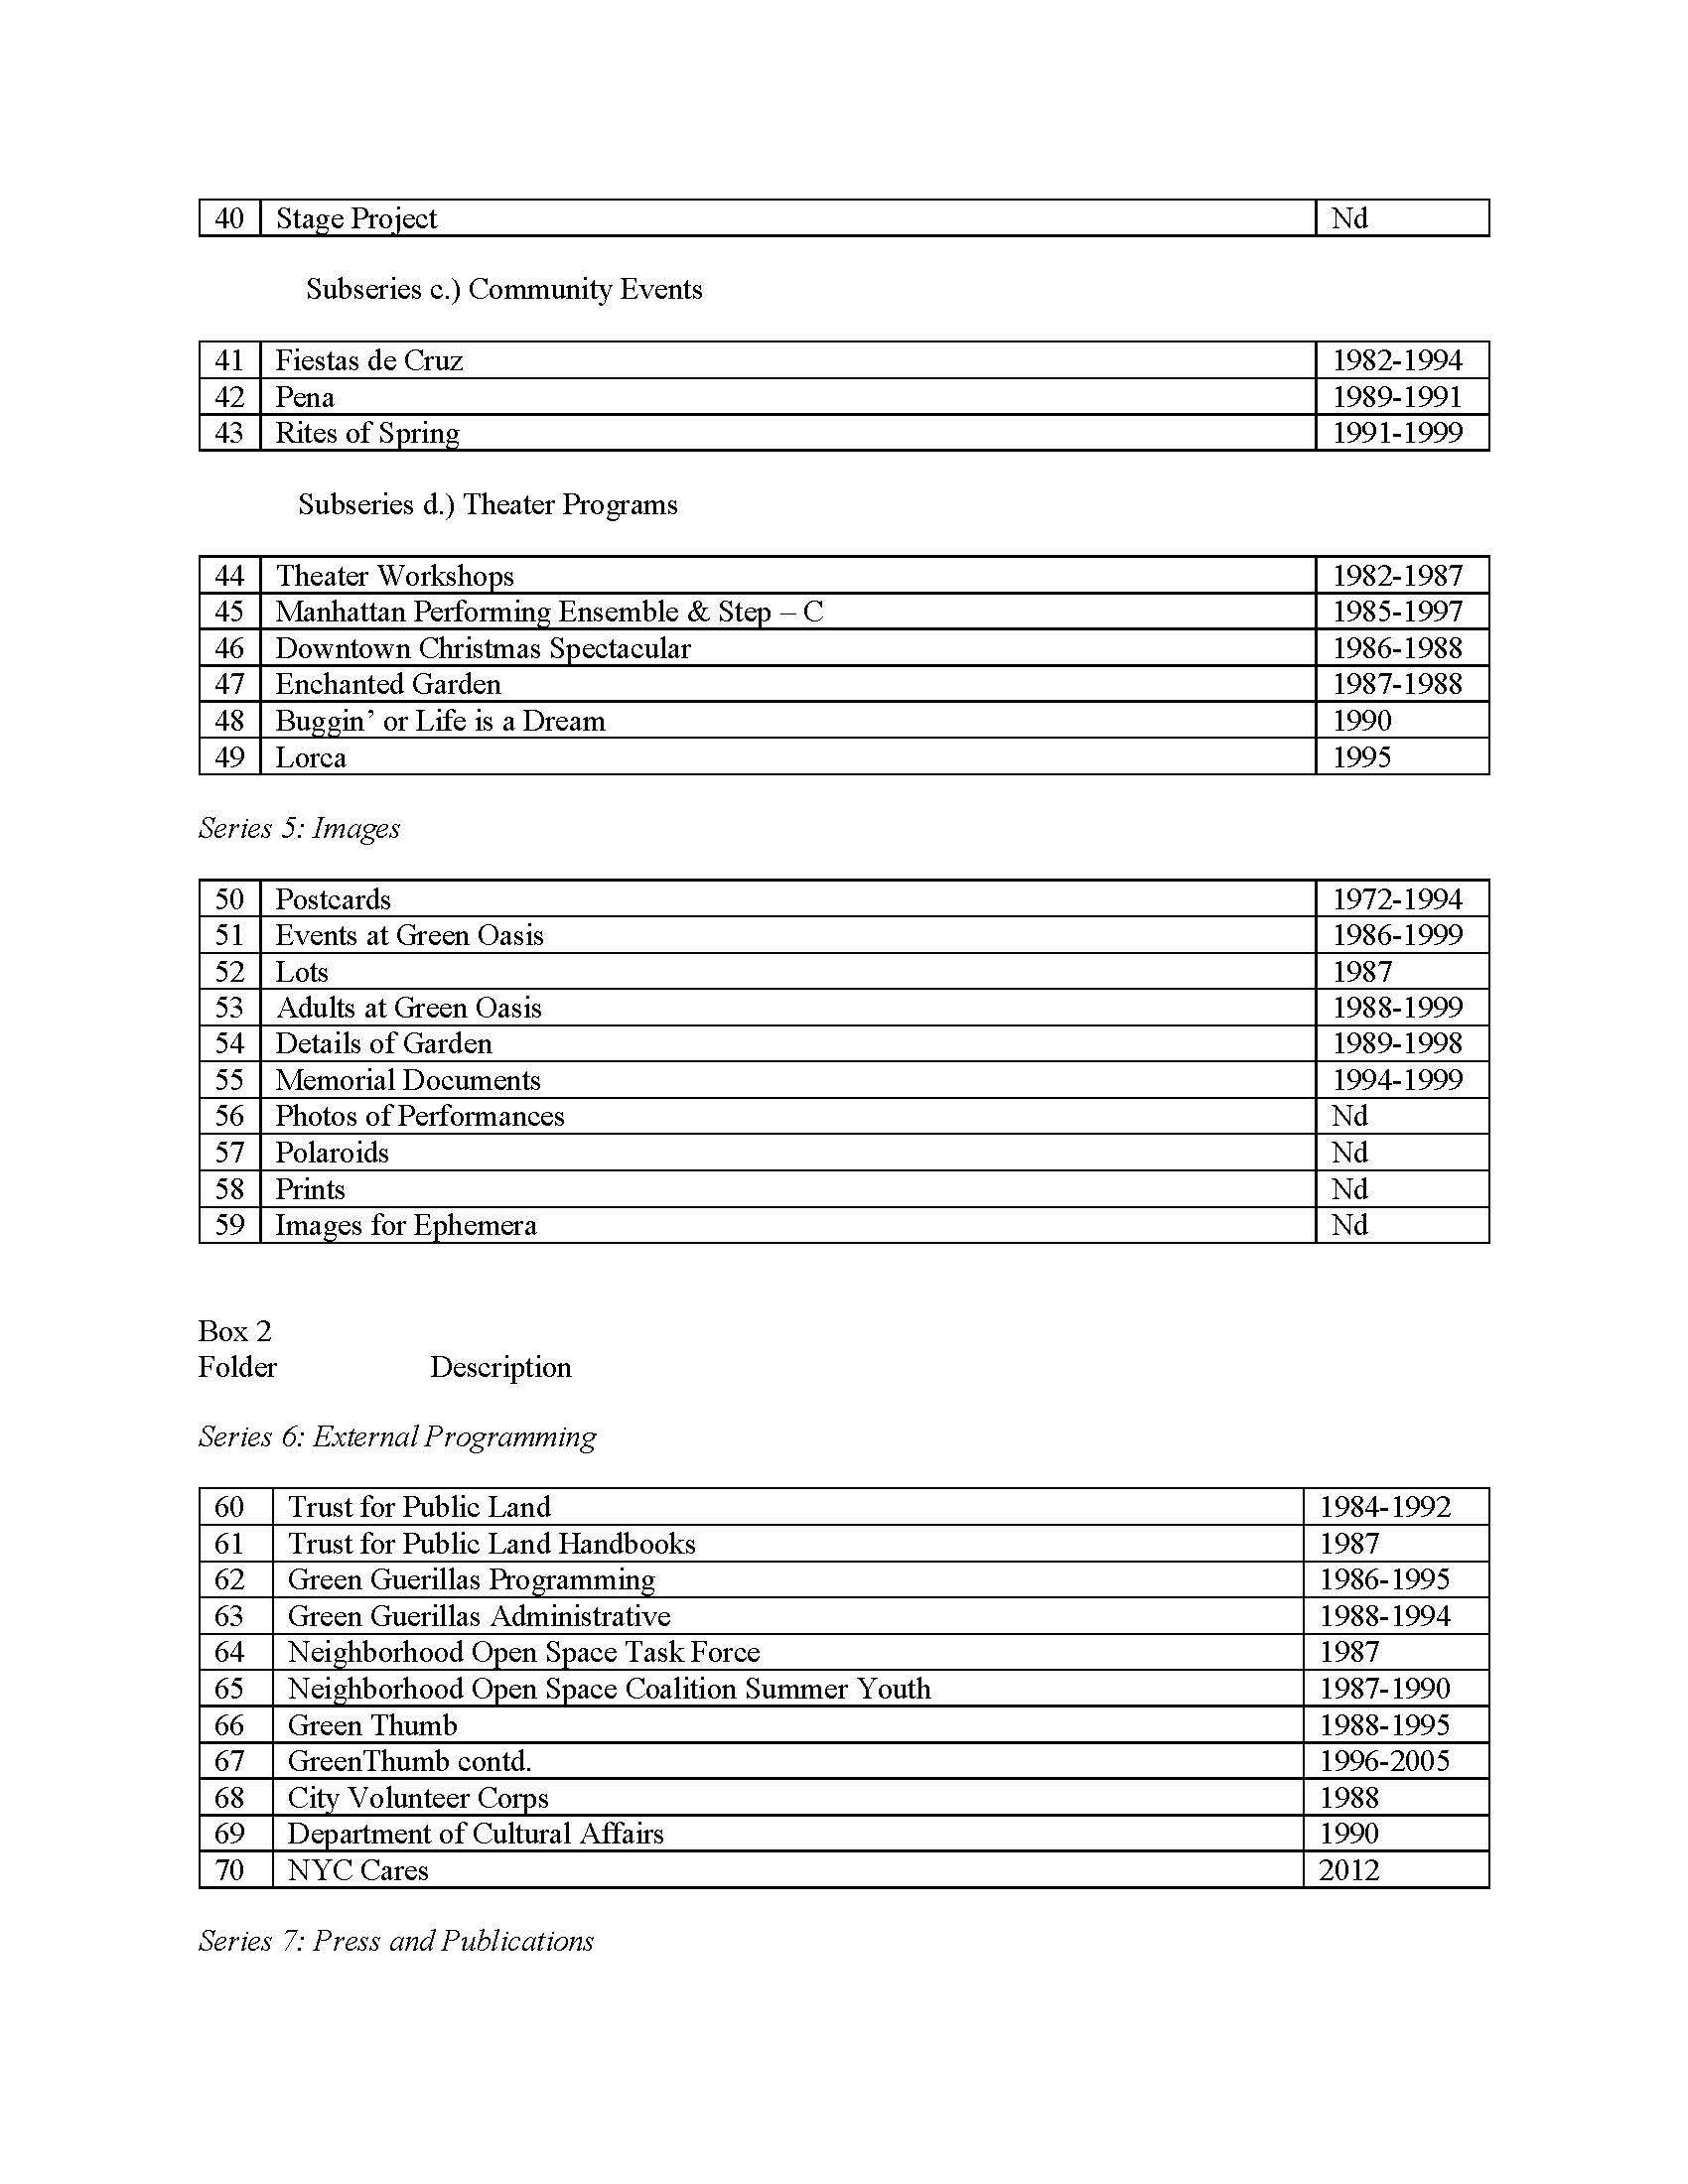 40 Stage Project Nd
Subseries c.) Community Events
41 Fiestas de Cruz 1982-1994
42 Pena 1989-1991
43 Rites of Spring 1991-1999
Subseries d.) Theater Programs
44 Theater Workshops 1982-1987
45 Manhattan Performing Ensemble & Step – C 1985-1997
46 Downtown Christmas Spectacular 1986-1988
47 Enchanted Garden 1987-1988
48 Buggin’ or Life is a Dream 1990
49 Lorca 1995
Series 5: Images
50 Postcards 1972-1994
51 Events at Green Oasis 1986-1999
52 Lots 1987
53 Adults at Green Oasis 1988-1999
54 Details of Garden 1989-1998
55 Memorial Documents 1994-1999
56 Photos of Performances Nd
57 Polaroids Nd
58 Prints Nd
59 Images for Ephemera Nd
Box 2
Folder Description
Series 6: External Programming
60 Trust for Public Land 1984-1992
61 Trust for Public Land Handbooks 1987
62 Green Guerillas Programming 1986-1995
63 Green Guerillas Administrative 1988-1994
64 Neighborhood Open Space Task Force 1987
65 Neighborhood Open Space Coalition Summer Youth 1987-1990
66 Green Thumb 1988-1995
67 GreenThumb contd. 1996-2005
68 City Volunteer Corps 1988
69 Department of Cultural Affairs 1990
70 NYC Cares 2012
Series 7: Press and Publications